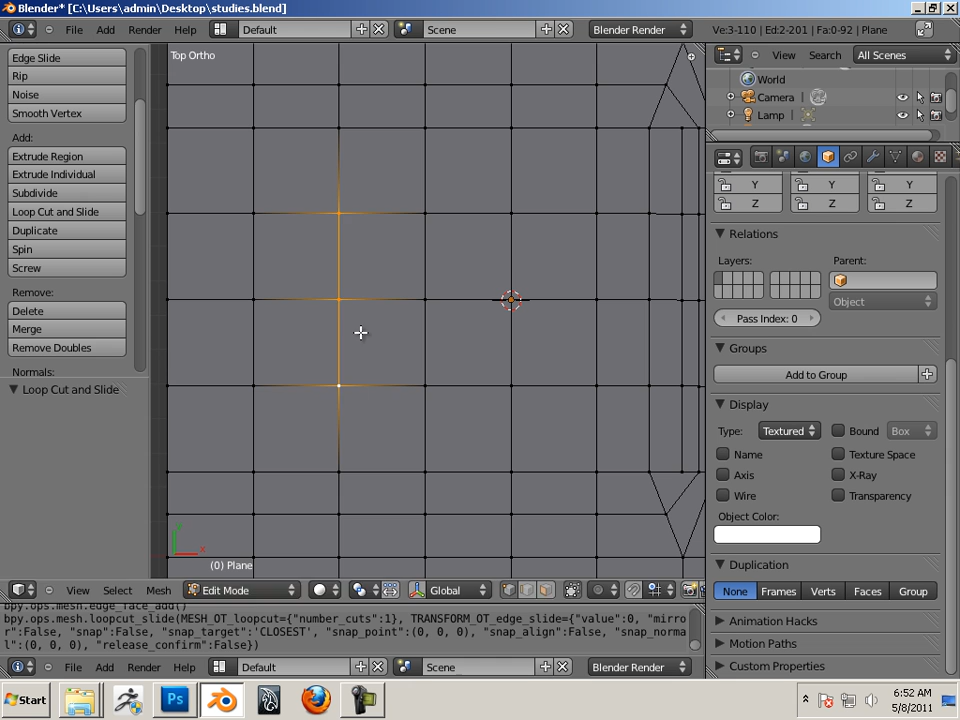 Blender* [C:\Users\admin\Desktop\studies.blend]
File Add Render Help Default Scene Blender Render Ve:3-110 | Ed:2-201 | Fa:0-92 | Plane
Edge Slide
Rip
Noise
Smooth Vertex
Add:
Extrude Region
Extrude Individual
Subdivide
Loop Cut and Slide
Duplicate
Spin
Screw
Remove:
Delete
Merge
Remove Doubles
Normals:
Loop Cut and Slide
Top Ortho
y
x
(0) Plane
View Select Mesh Edit Mode Global
View Search All Scenes
World
Camera
Lamp
Y Y Y
Z Z Z
Relations
Layers: Parent:
Object
Pass Index: 0
Groups
Add to Group
Display
Type: Textured Bound Box
Name Texture Space
Axis X-Ray
Wire Transparency
Object Color:
Duplication
None Frames Verts Faces Group
Animation Hacks
Motion Paths
Custom Properties
bpy.ops.mesh.edge_face_add()
bpy.ops.mesh.loopcut_slide(MESH_OT_loopcut={"number_cuts":1}, TRANSFORM_OT_edge_slide={"value":0, "mirro
r":False, "snap":False, "snap_target":'CLOSEST', "snap_point":(0, 0, 0), "snap_align":False, "snap_norma
l":(0, 0, 0), "release_confirm":False})
File Add Render Help Default Scene Blender Render
Start Ps 6:52 AM
5/8/2011